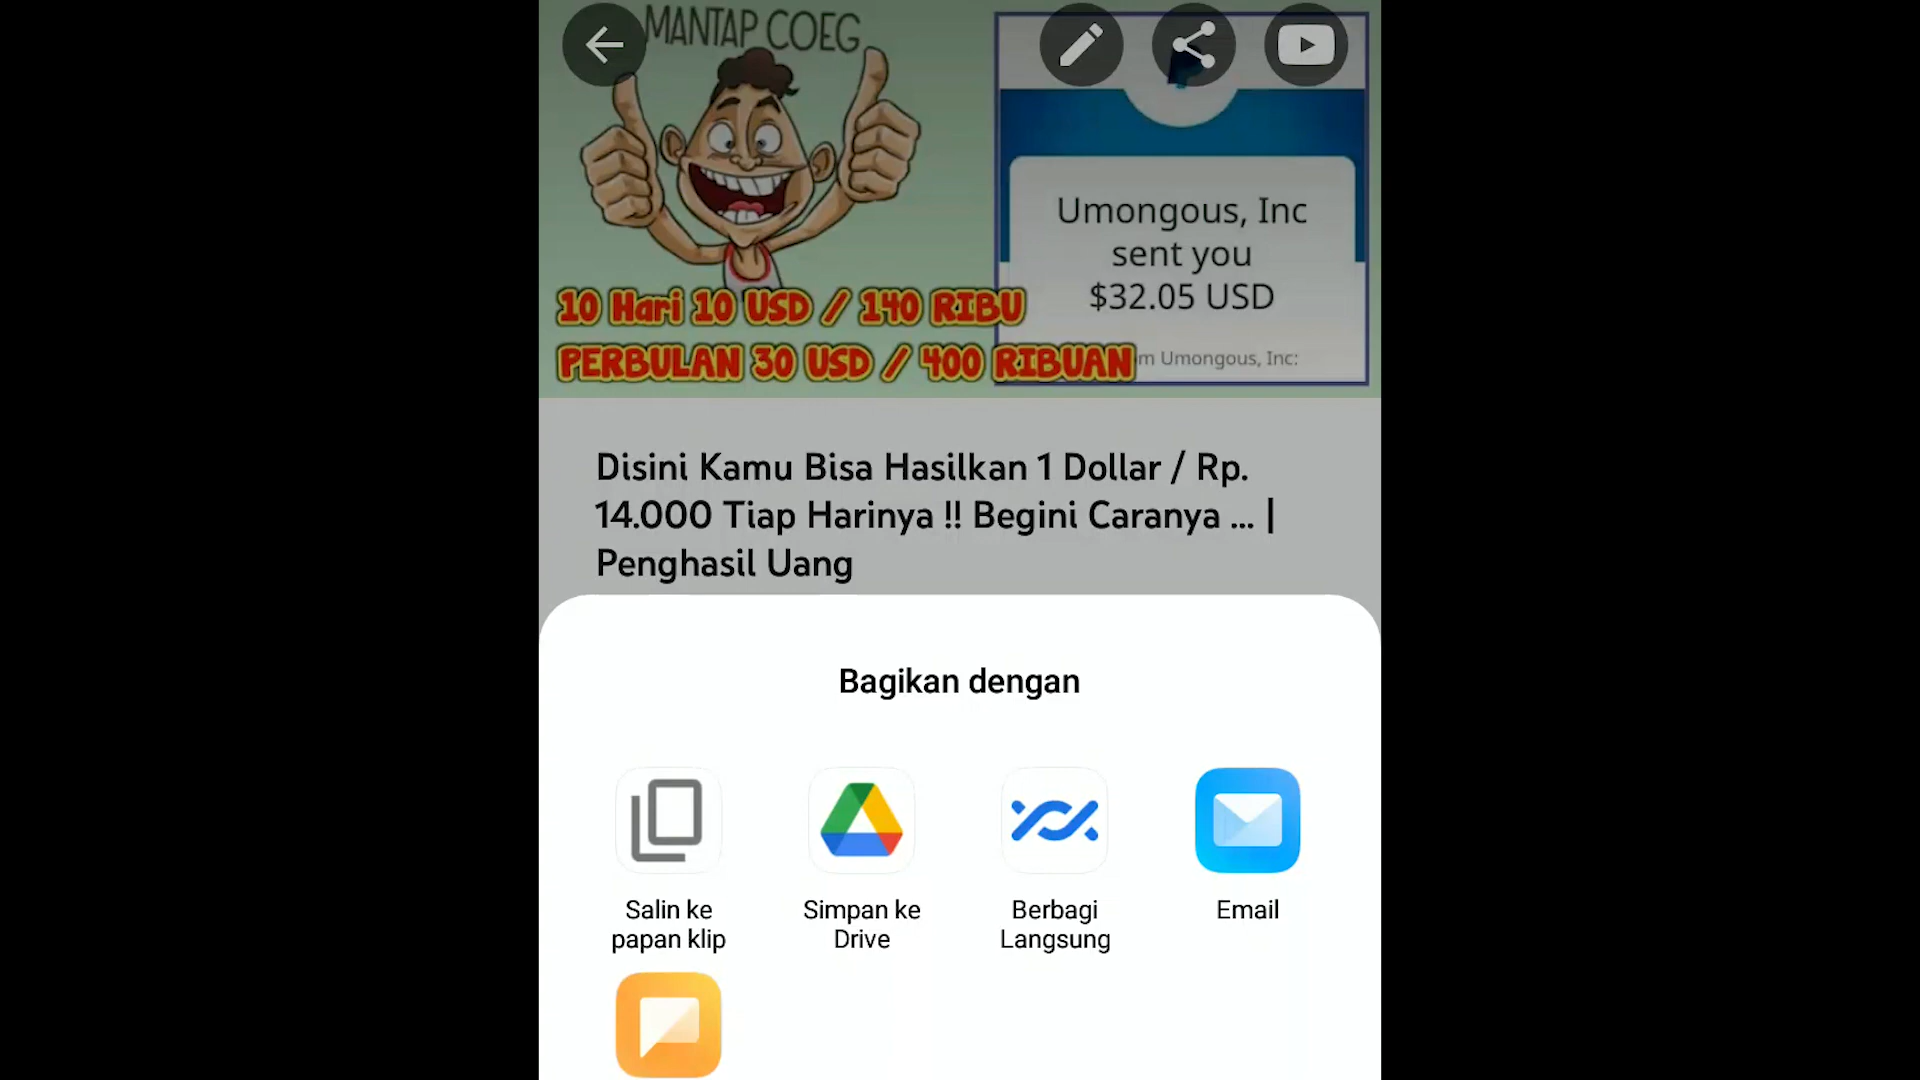 MANTAP COEG
Umongous, Inc
sent you
$32.05 USD
10 Hari 10 USD / 140 RIBU
PERBULAN 30 USD / 400 RIBUAN
m Umongous, Inc:
Disini Kamu Bisa Hasilkan 1 Dollar / Rp.
14.000 Tiap Harinya !! Begini Caranya ... |
Penghasil Uang
Bagikan dengan
Salin ke
papan klip
Simpan ke
Drive
Berbagi
Langsung
Email